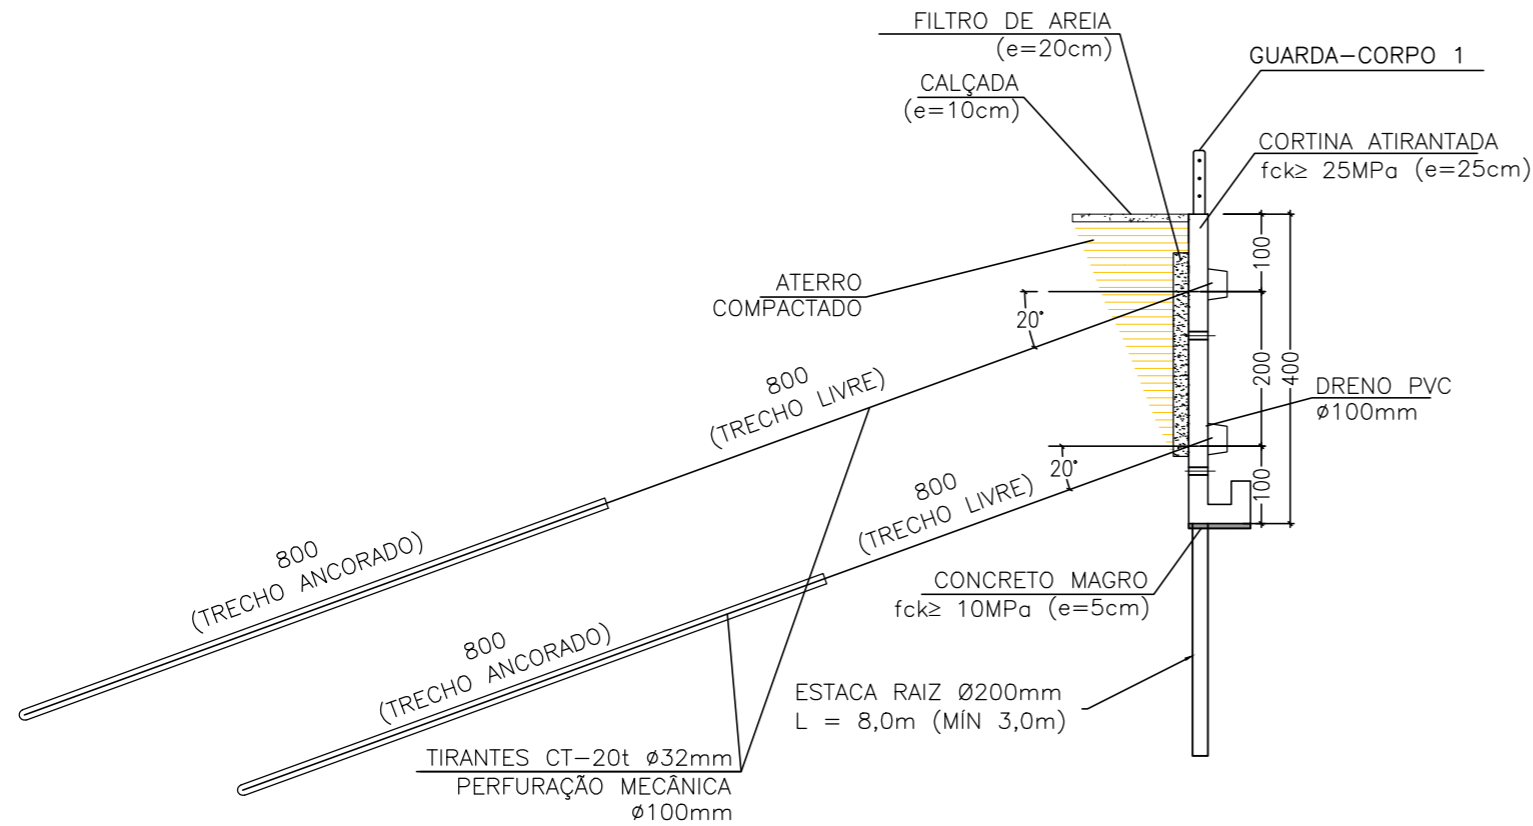 FILTRO DE AREIA
(e=20cm)
GUARDA-CORPO 1
CALÇADA
(e=10cm)
CORTINA ATIRANTADA
fck≥ 25MPa (e=25cm)
ATERRO
COMPACTADO
100
200
400
100
20°
20°
DRENO PVC
ø100mm
800
(TRECHO LIVRE)
800
(TRECHO LIVRE)
800
(TRECHO ANCORADO)
800
(TRECHO ANCORADO)
CONCRETO MAGRO
fck≥ 10MPa (e=5cm)
ESTACA RAIZ Ø200mm
L = 8,0m (MÍN 3,0m)
TIRANTES CT-20t ø32mm
PERFURAÇÃO MECÂNICA
ø100mm